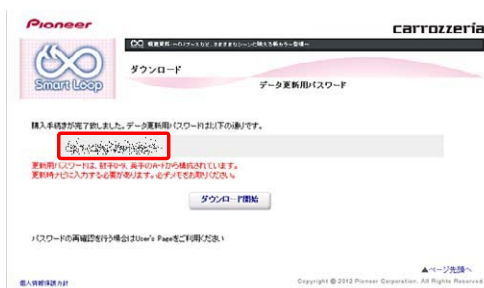 Pioneer
carrozzeria
Smart Loop
ダウンロード
データ更新用パスワード
購入手続きが完了致しました。データ更新用パスワードは以下の通りです。
更新用パスワードは、数字0-9、英字のA-Fから構成されています。
更新時ナビに入力する必要があります。必ずメモをお取りください。
ダウンロード開始
パスワードの再確認を行う場合はUser's Pageをご利用ください
▲ページ先頭へ
個人情報保護方針
Copyright © 2012 Pioneer Corporation. All Rights Reserved.